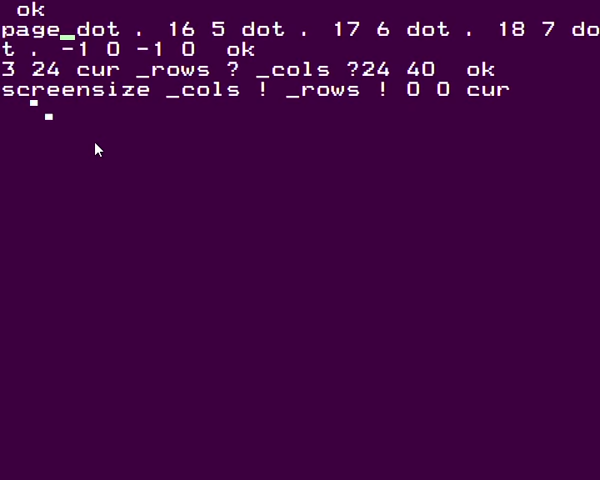 ok
page_dot . 16 5 dot . 17 6 dot . 18 7 do
t . -1 0 -1 0  ok
3 24 cur _rows ? _cols ?24 40  ok
screensize _cols ! _rows ! 0 0 cur